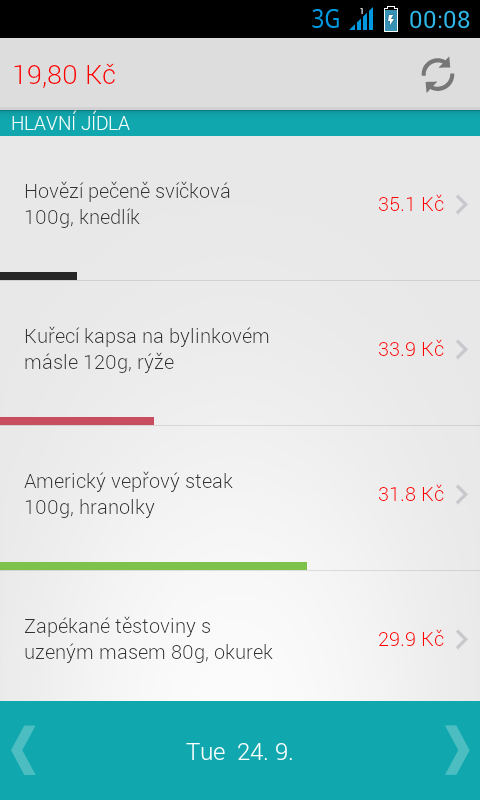 3G 00:08
19,80 Kč
HLAVNÍ JÍDLA
Hovězí pečeně svíčková
100g, knedlík
35.1 Kč
Kuřecí kapsa na bylinkovém
másle 120g, rýže
33.9 Kč
Americký vepřový steak
100g, hranolky
31.8 Kč
Zapékané těstoviny s
uzeným masem 80g, okurek
29.9 Kč
Tue 24. 9.